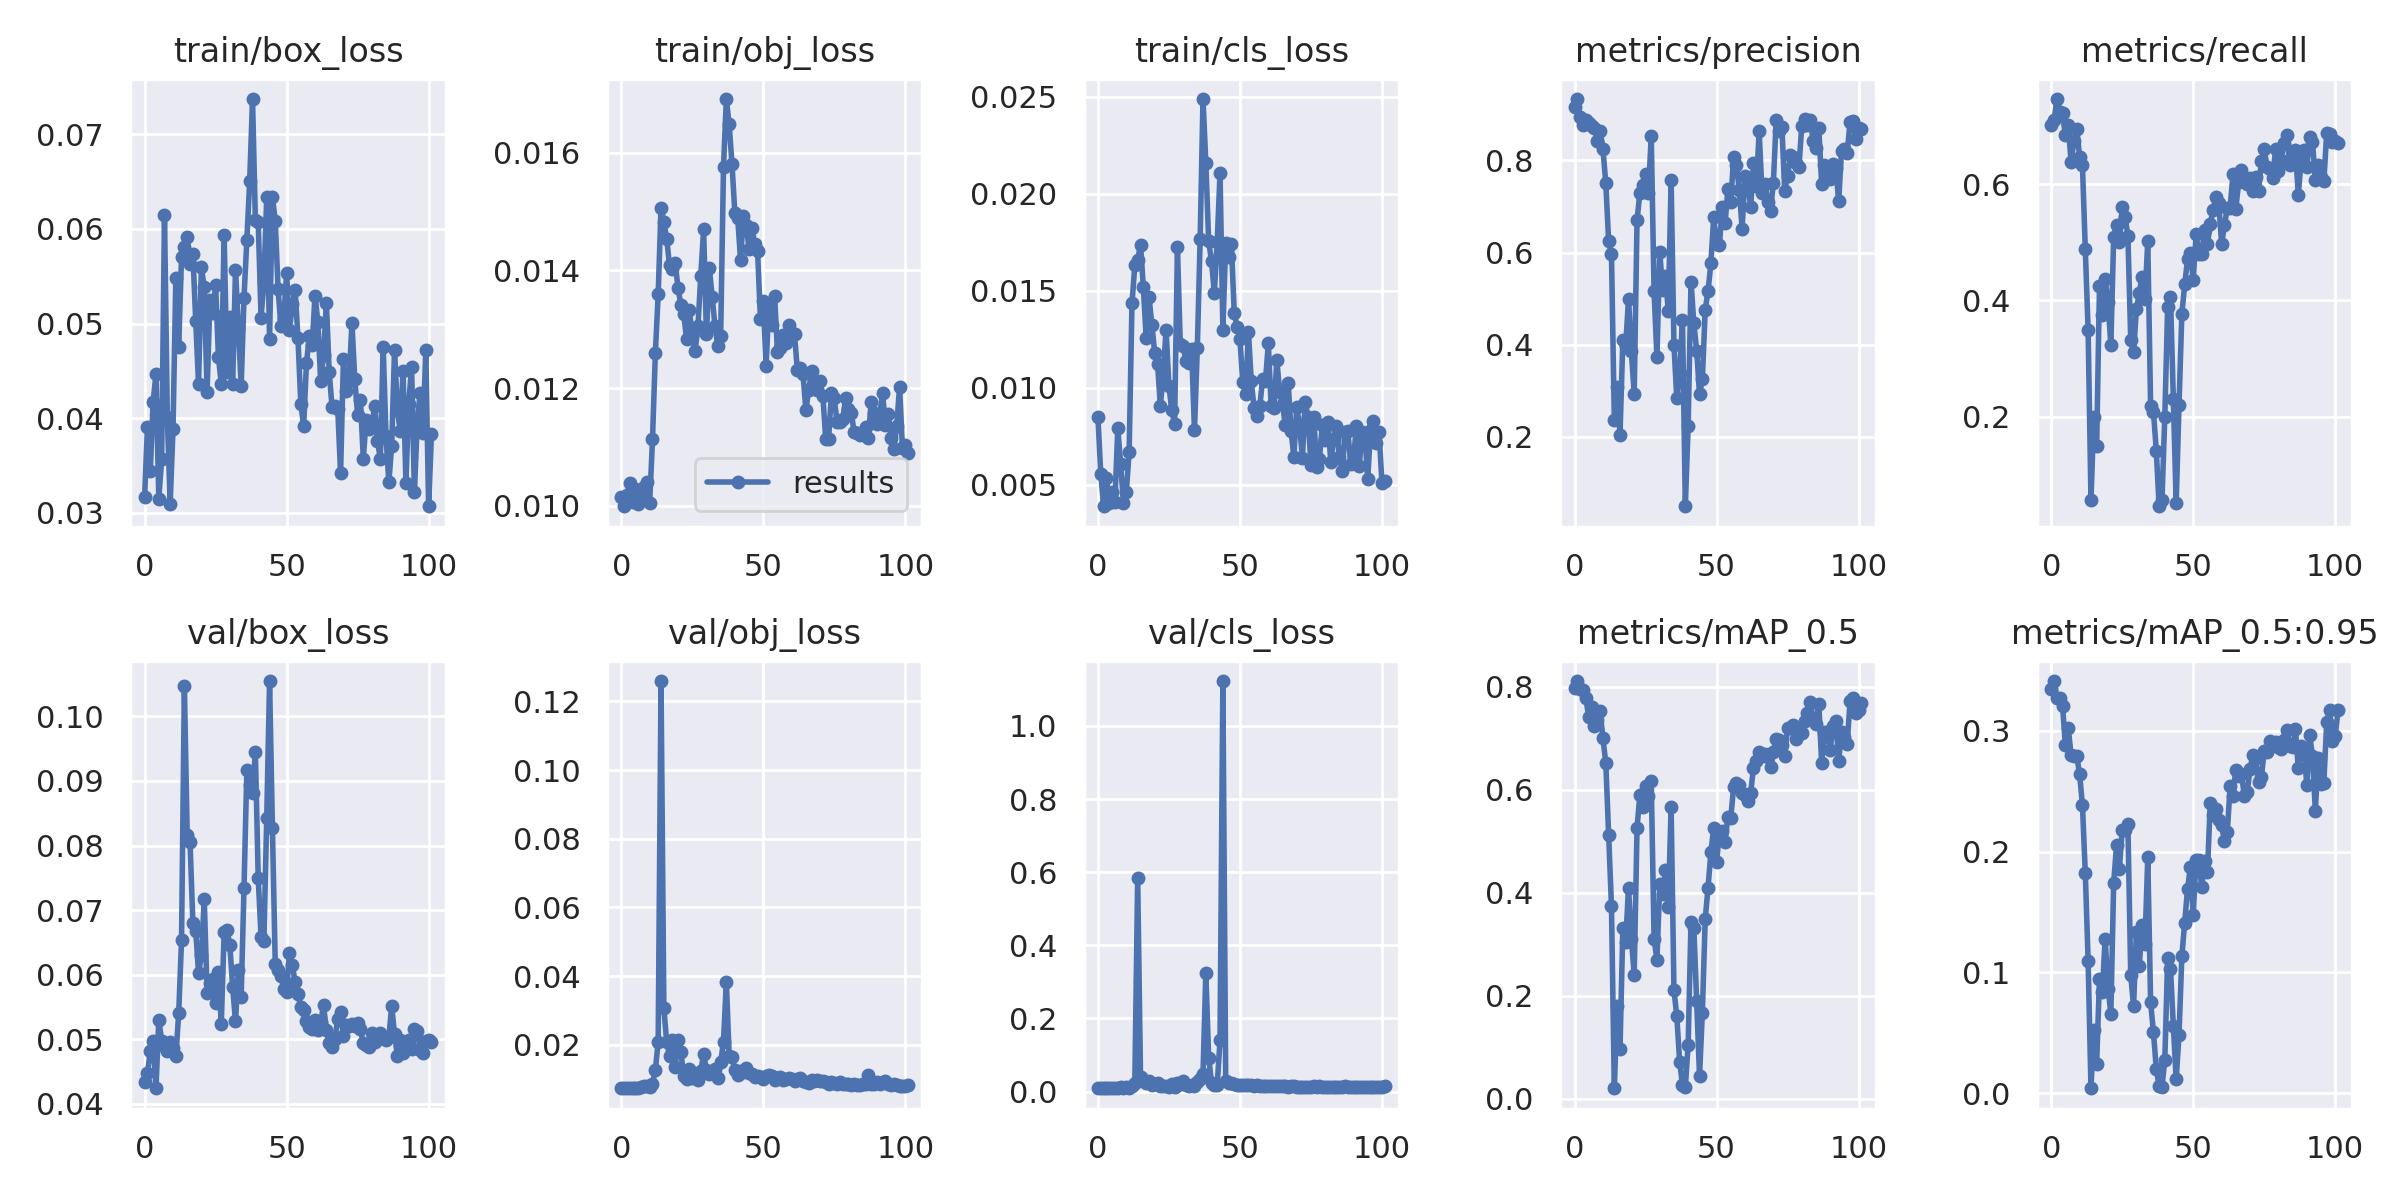 train/box_loss
train/obj_loss
train/cls_loss
metrics/precision
metrics/recall
0.07
0.06
0.05
0.04
0.03
0 50 100
0.016
0.014
0.012
0.010
results
0 50 100
0.025
0.020
0.015
0.010
0.005
0 50 100
0.8
0.6
0.4
0.2
0 50 100
0.6
0.4
0.2
0 50 100
val/box_loss
val/obj_loss
val/cls_loss
metrics/mAP_0.5
metrics/mAP_0.5:0.95
0.10
0.09
0.08
0.07
0.06
0.05
0.04
0 50 100
0.12
0.10
0.08
0.06
0.04
0.02
0 50 100
1.0
0.8
0.6
0.4
0.2
0.0
0 50 100
0.8
0.6
0.4
0.2
0.0
0 50 100
0.3
0.2
0.1
0.0
0 50 100